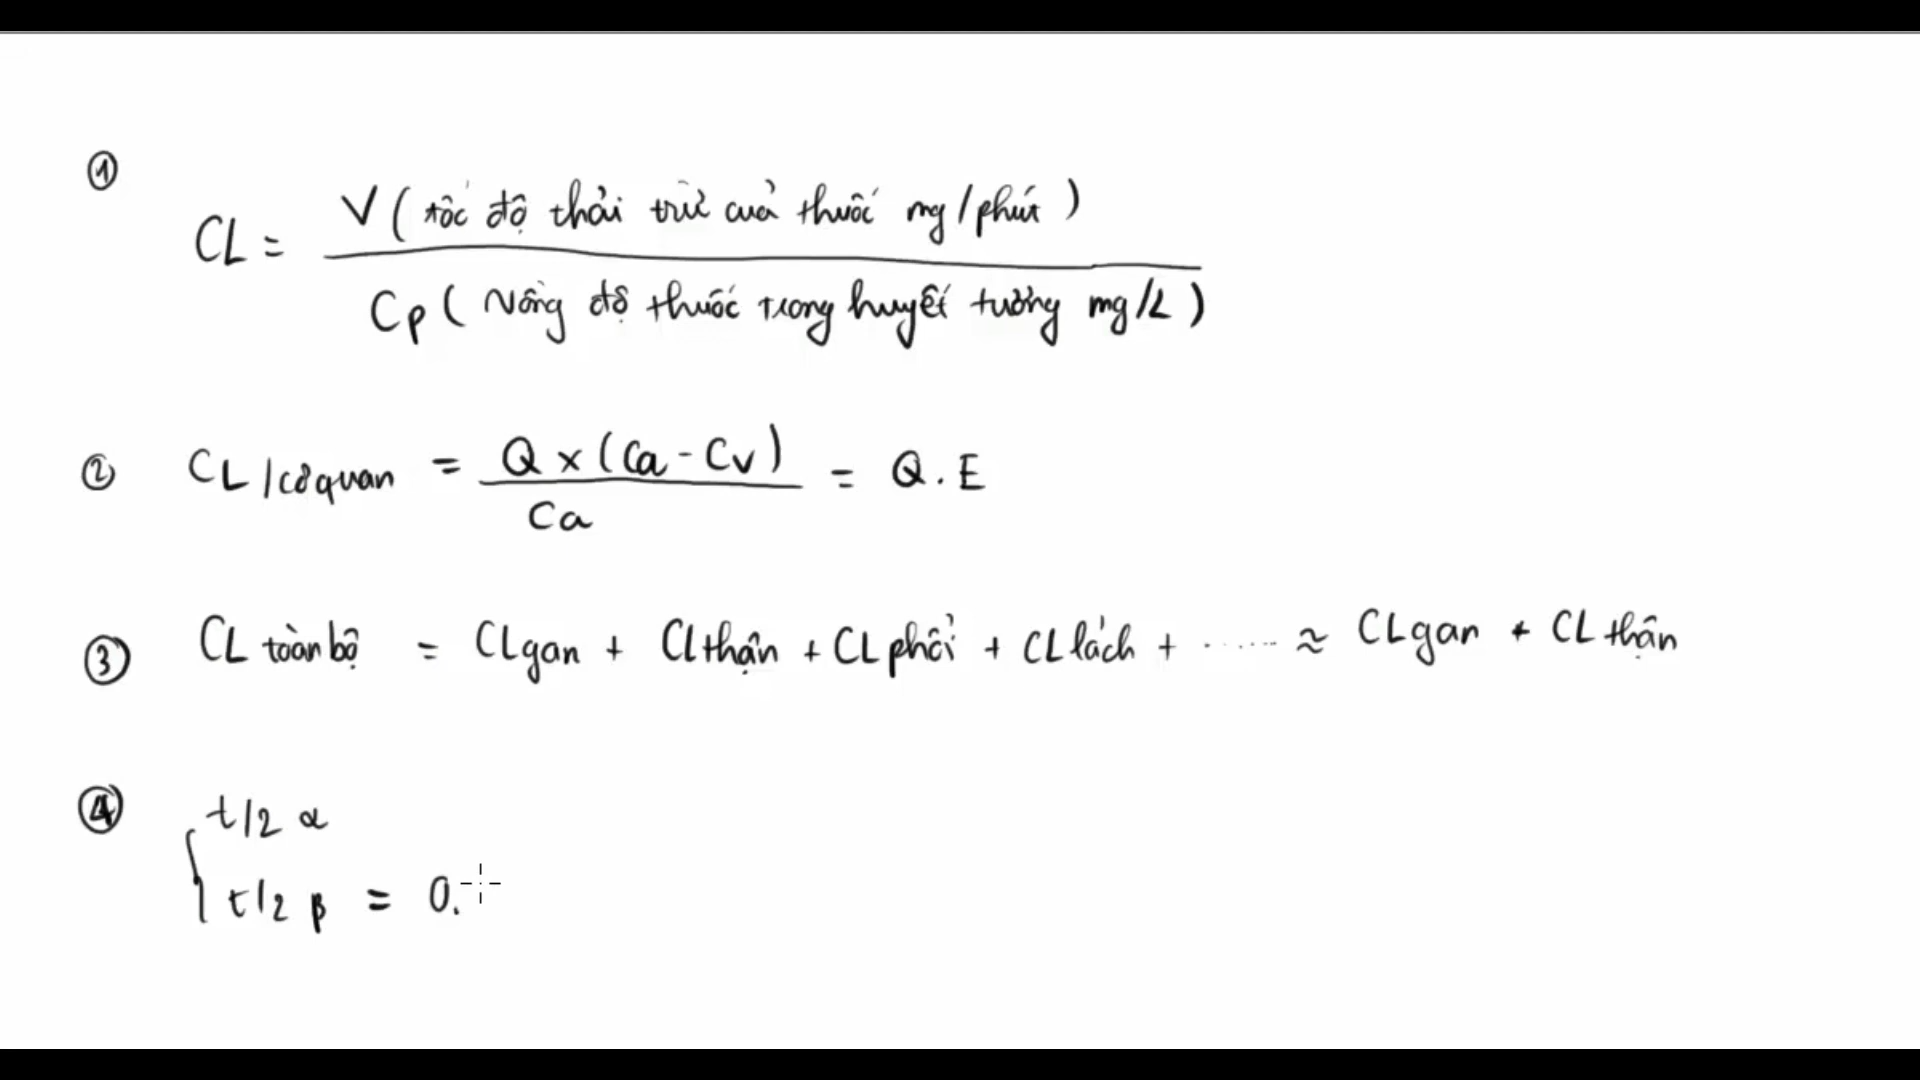 ①
CL = V ( tốc độ thải trừ của thuốc mg/phút )
Cp ( Nồng độ thuốc trong huyết tương mg/L )
② CL/cơ quan = Q x (Ca - Cv) = Q . E
Ca
③ CL toàn bộ = CL gan + CL thận + CL phổi + CL lách + ...... ≈ CL gan + CL thận
④ t/2 α
t/2 β = 0.